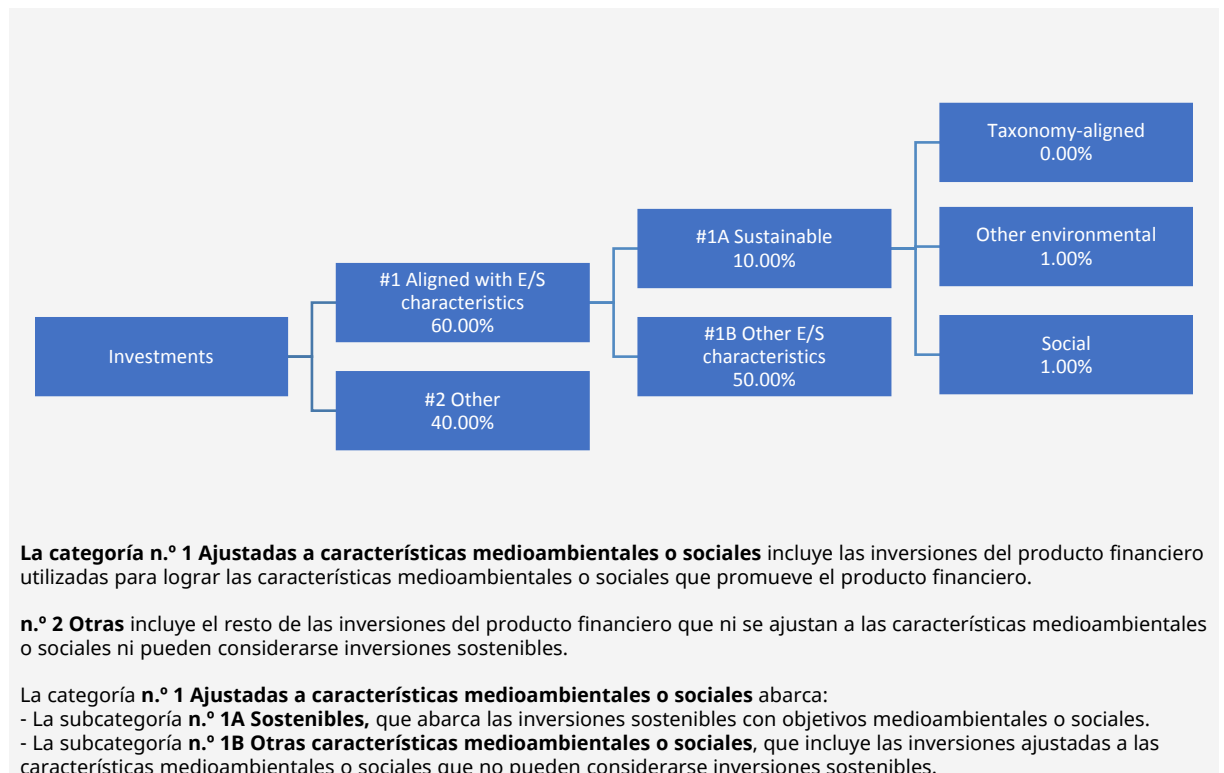 Investments
#1 Aligned with E/S
characteristics
60.00%
#2 Other
40.00%
#1A Sustainable
10.00%
#1B Other E/S
characteristics
50.00%
Taxonomy-aligned
0.00%
Other environmental
1.00%
Social
1.00%
La categoría n.º 1 Ajustadas a características medioambientales o sociales incluye las inversiones del producto financiero
utilizadas para lograr las características medioambientales o sociales que promueve el producto financiero.
n.º 2 Otras incluye el resto de las inversiones del producto financiero que ni se ajustan a las características medioambientales
o sociales ni pueden considerarse inversiones sostenibles.
La categoría n.º 1 Ajustadas a características medioambientales o sociales abarca:
- La subcategoría n.º 1A Sostenibles, que abarca las inversiones sostenibles con objetivos medioambientales o sociales.
- La subcategoría n.º 1B Otras características medioambientales o sociales, que incluye las inversiones ajustadas a las
características medioambientales o sociales que no pueden considerarse inversiones sostenibles.